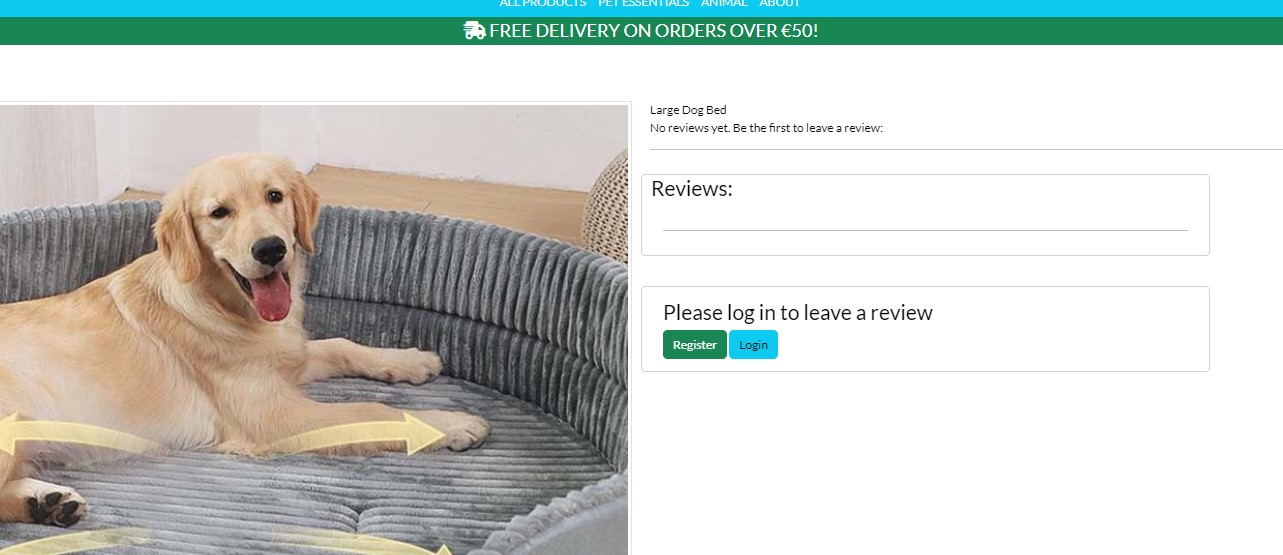 ALL PRODUCTS PET ESSENTIALS ANIMAL ABOUT
FREE DELIVERY ON ORDERS OVER €50!
Large Dog Bed
No reviews yet. Be the first to leave a review:
Reviews:
Please log in to leave a review
Register Login